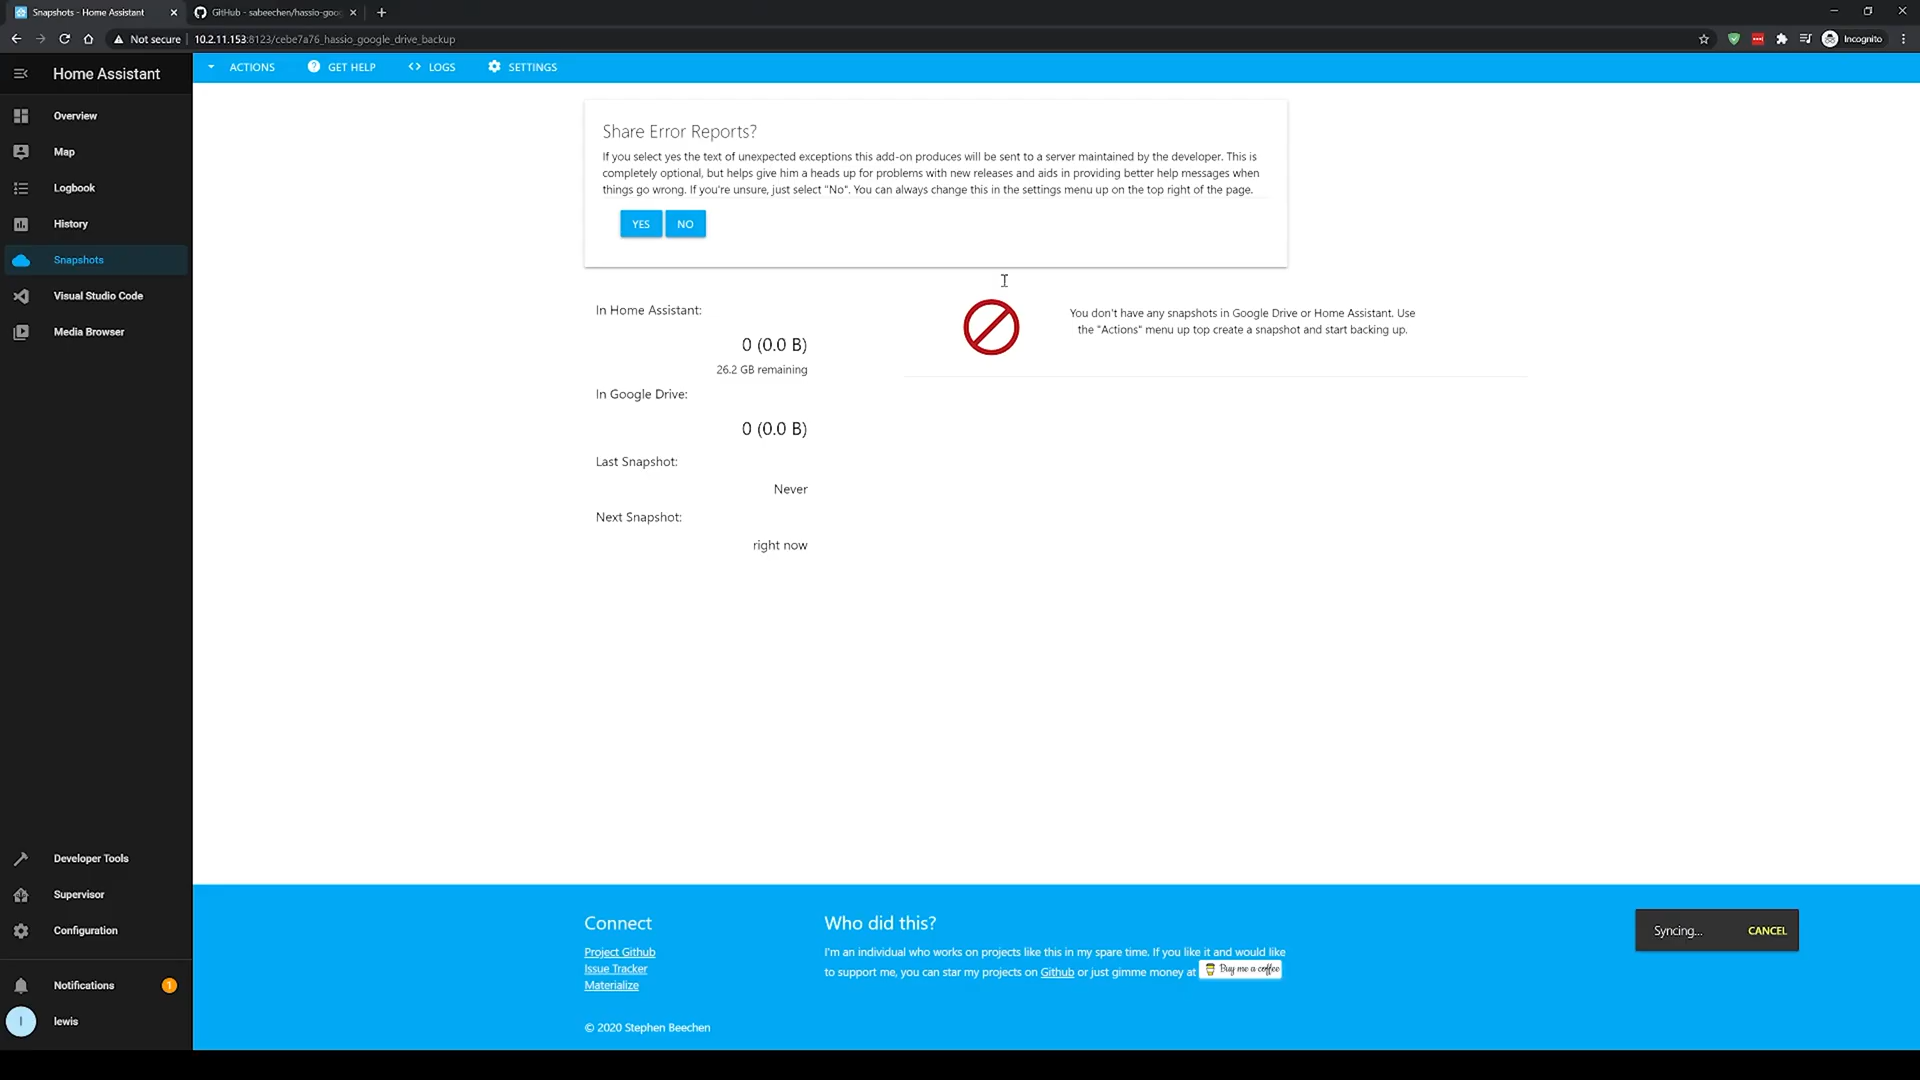 Snapshots - Home Assistant
GitHub - sabeechen/hassio-goog
Not secure
10.2.11.153:8123/cebe7a76_hassio_google_drive_backup
Incognito
Home Assistant
ACTIONS
GET HELP
LOGS
SETTINGS
Overview
Map
Logbook
History
Snapshots
Visual Studio Code
Media Browser
Share Error Reports?
If you select yes the text of unexpected exceptions this add-on produces will be sent to a server maintained by the developer. This is
completely optional, but helps give him a heads up for problems with new releases and aids in providing better help messages when
things go wrong. If you're unsure, just select "No". You can always change this in the settings menu up on the top right of the page.
YES
NO
In Home Assistant:
0 (0.0 B)
26.2 GB remaining
In Google Drive:
0 (0.0 B)
Last Snapshot:
Never
Next Snapshot:
right now
You don't have any snapshots in Google Drive or Home Assistant. Use
the "Actions" menu up top create a snapshot and start backing up.
Developer Tools
Supervisor
Configuration
Notifications
1
l
lewis
Connect
Project Github
Issue Tracker
Materialize
© 2020 Stephen Beechen
Who did this?
I'm an individual who works on projects like this in my spare time. If you like it and would like
to support me, you can star my projects on Github or just gimme money at Buy me a coffee
Syncing...
CANCEL